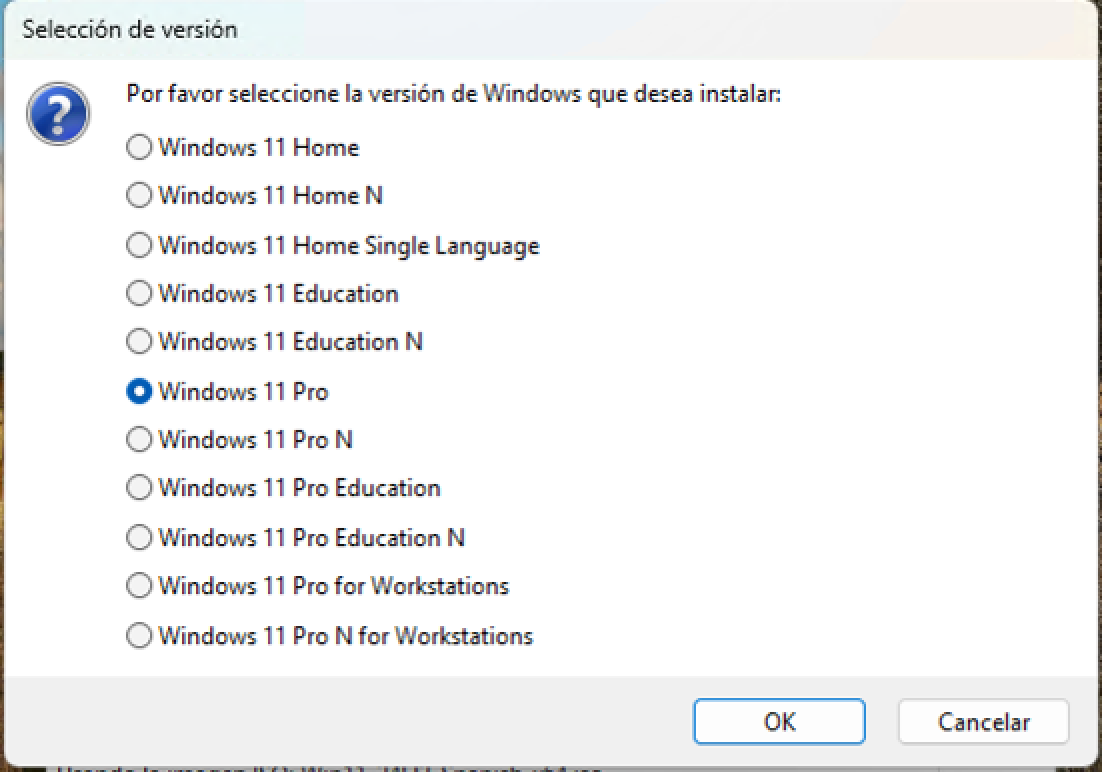 Selección de versión
Por favor seleccione la versión de Windows que desea instalar:
Windows 11 Home
Windows 11 Home N
Windows 11 Home Single Language
Windows 11 Education
Windows 11 Education N
Windows 11 Pro
Windows 11 Pro N
Windows 11 Pro Education
Windows 11 Pro Education N
Windows 11 Pro for Workstations
Windows 11 Pro N for Workstations
OK Cancelar